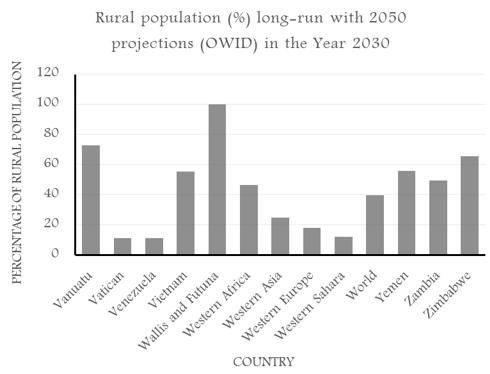 Rural population (%) long-run with 2050
projections (OWID) in the Year 2030
PERCENTAGE OF RURAL POPULATION
120
100
80
60
40
20
0
Vanuatu
Vatican
Venezuela
Vietnam
Wallis and Futuna
Western Africa
Western Asia
Western Europe
Western Sahara
World
Yemen
Zambia
Zimbabwe
COUNTRY